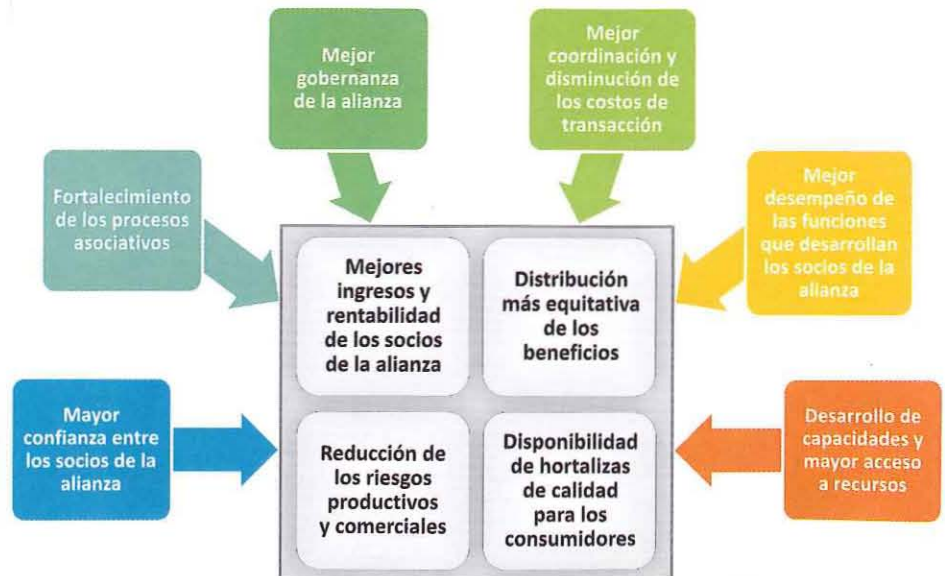 Mejor
gobernanza
de la alianza
Mejor
coordinación y
disminución de
los costos de
transacción
Fortalecimiento
de los procesos
asociativos
Mejor
desempeño de
las funciones
que desarrollan
los socios de la
alianza
Mejores
ingresos y
rentabilidad
de los socios
de la alianza
Distribución
más equitativa
de los
beneficios
Mayor
confianza entre
los socios de la
alianza
Reducción de
los riesgos
productivos
y comerciales
Disponibilidad
de hortalizas
de calidad
para los
consumidores
Desarrollo de
capacidades y
mayor acceso
a recursos